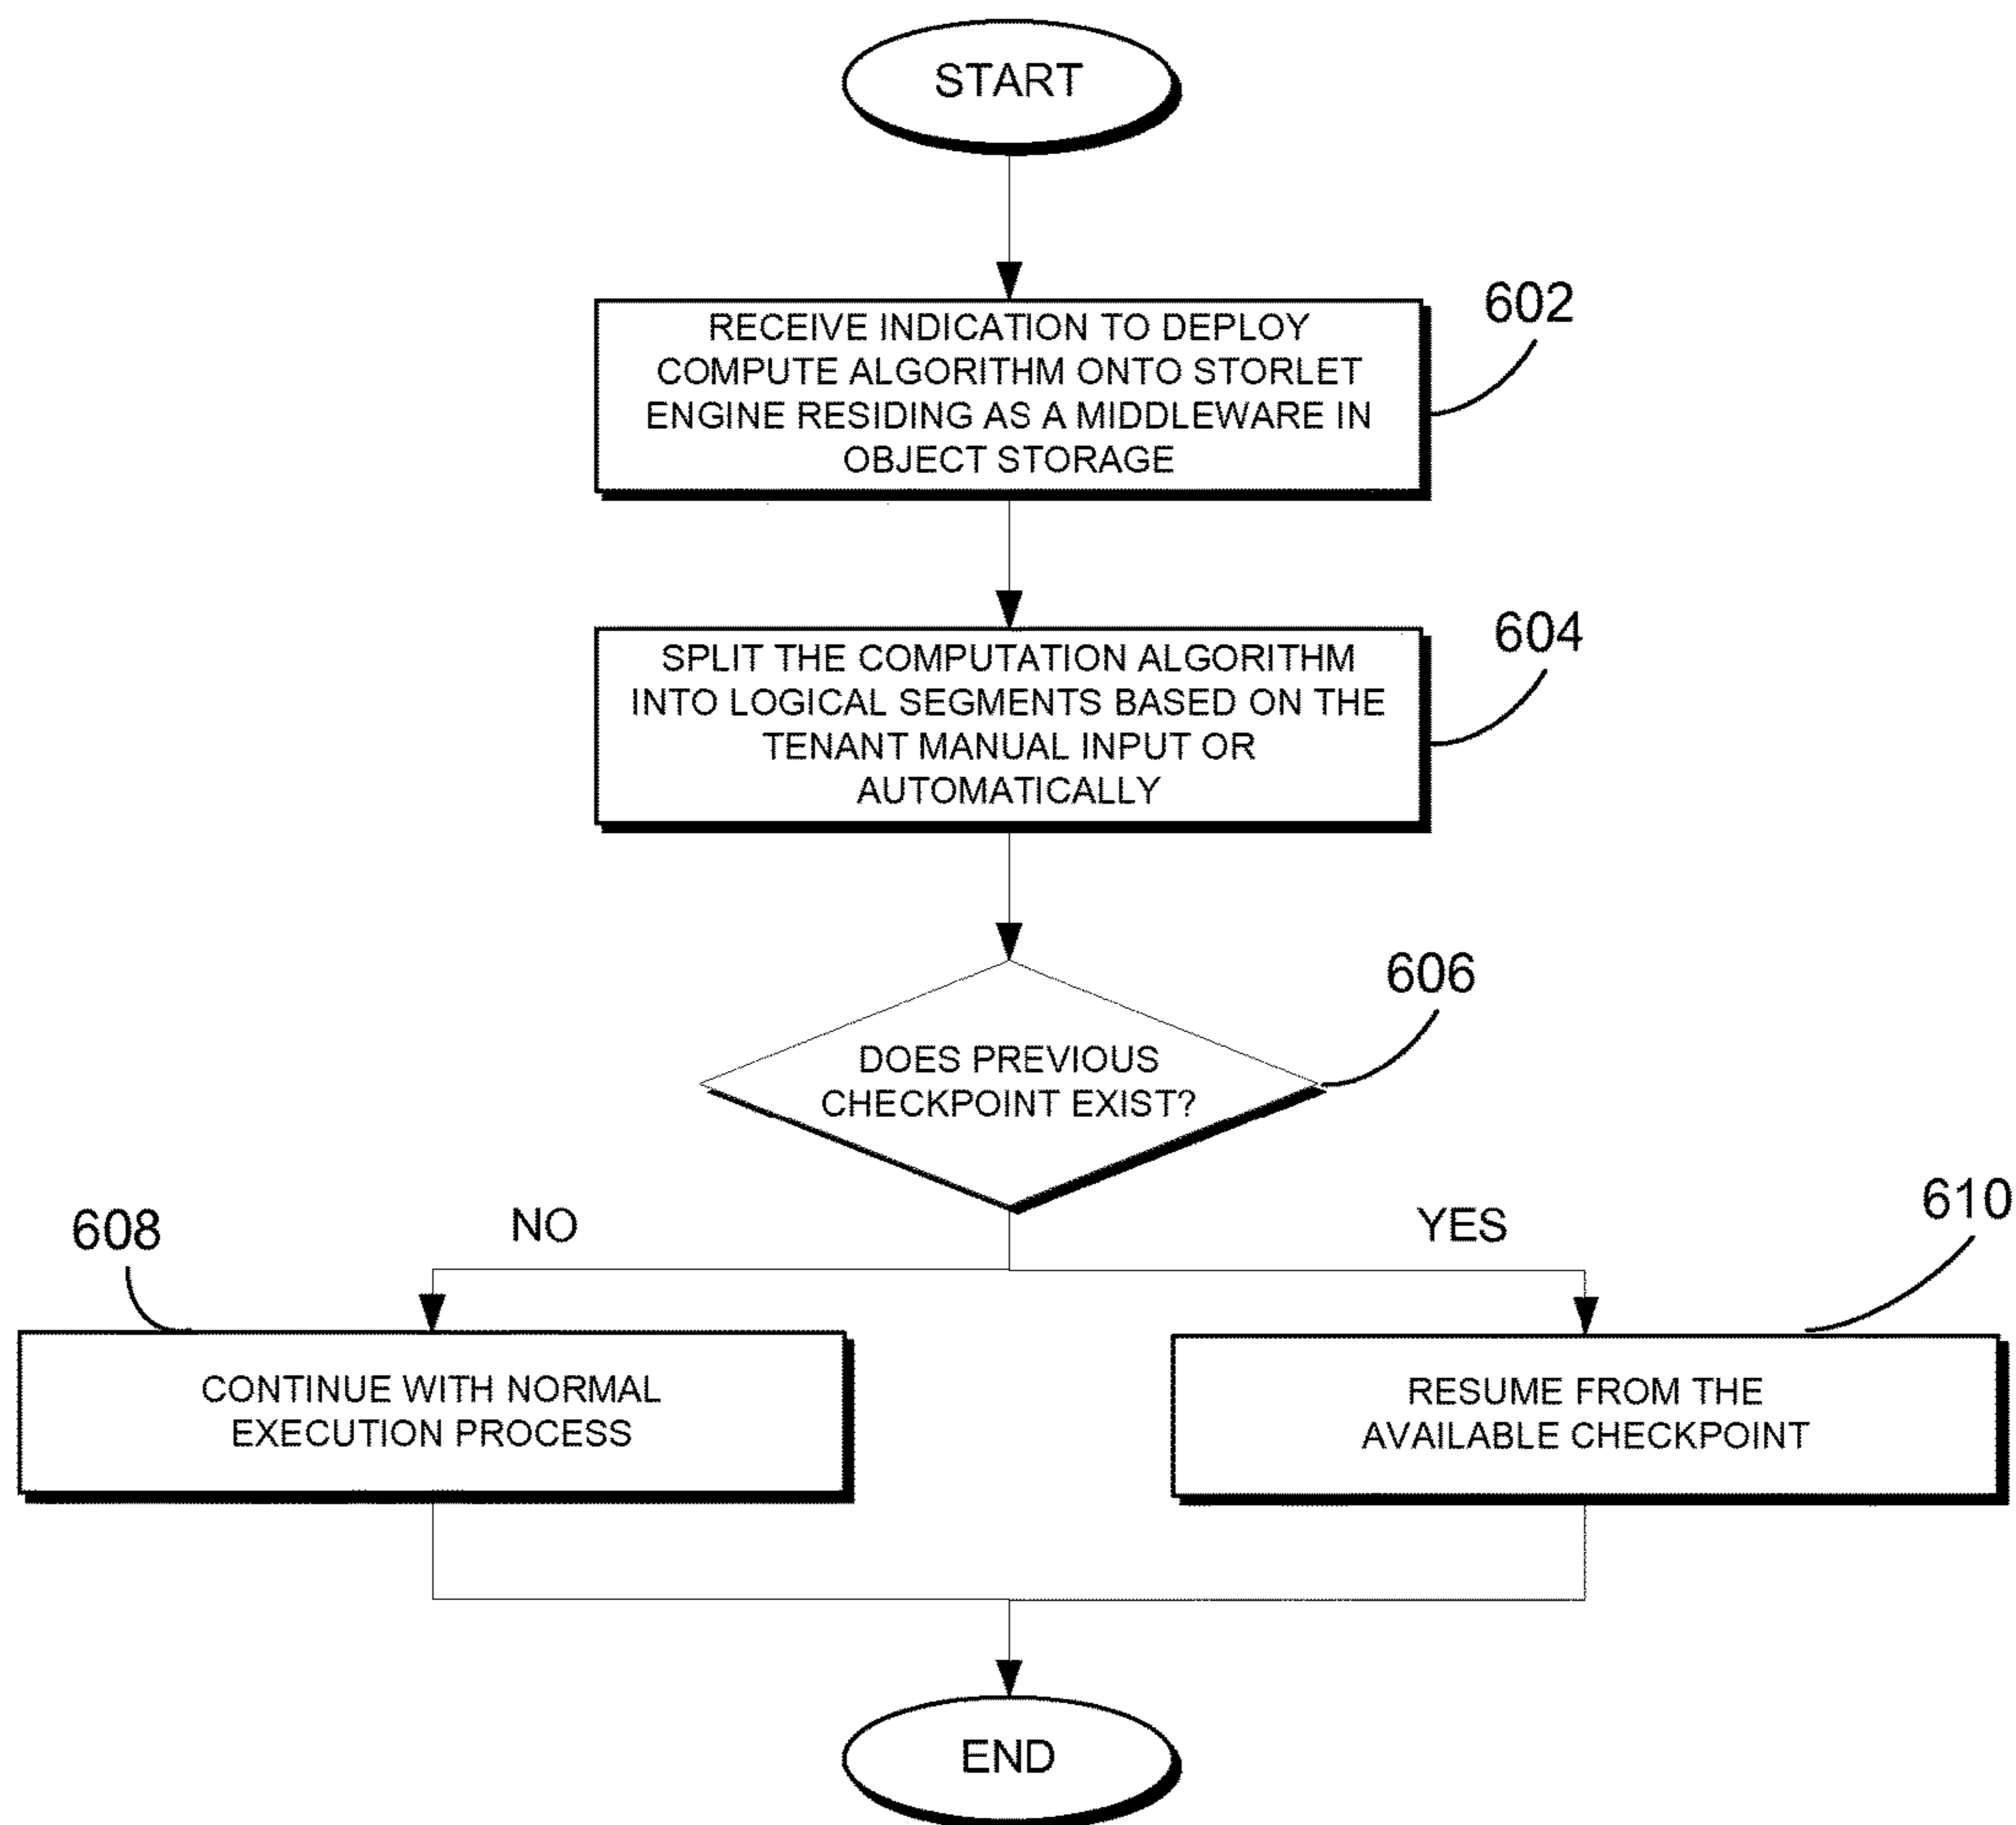 START
602
RECEIVE INDICATION TO DEPLOY
COMPUTE ALGORITHM ONTO STORLET
ENGINE RESIDING AS A MIDDLEWARE IN
OBJECT STORAGE
604
SPLIT THE COMPUTATION ALGORITHM
INTO LOGICAL SEGMENTS BASED ON THE
TENANT MANUAL INPUT OR
AUTOMATICALLY
606
DOES PREVIOUS
CHECKPOINT EXIST?
608
NO
YES
610
CONTINUE WITH NORMAL
EXECUTION PROCESS
RESUME FROM THE
AVAILABLE CHECKPOINT
END